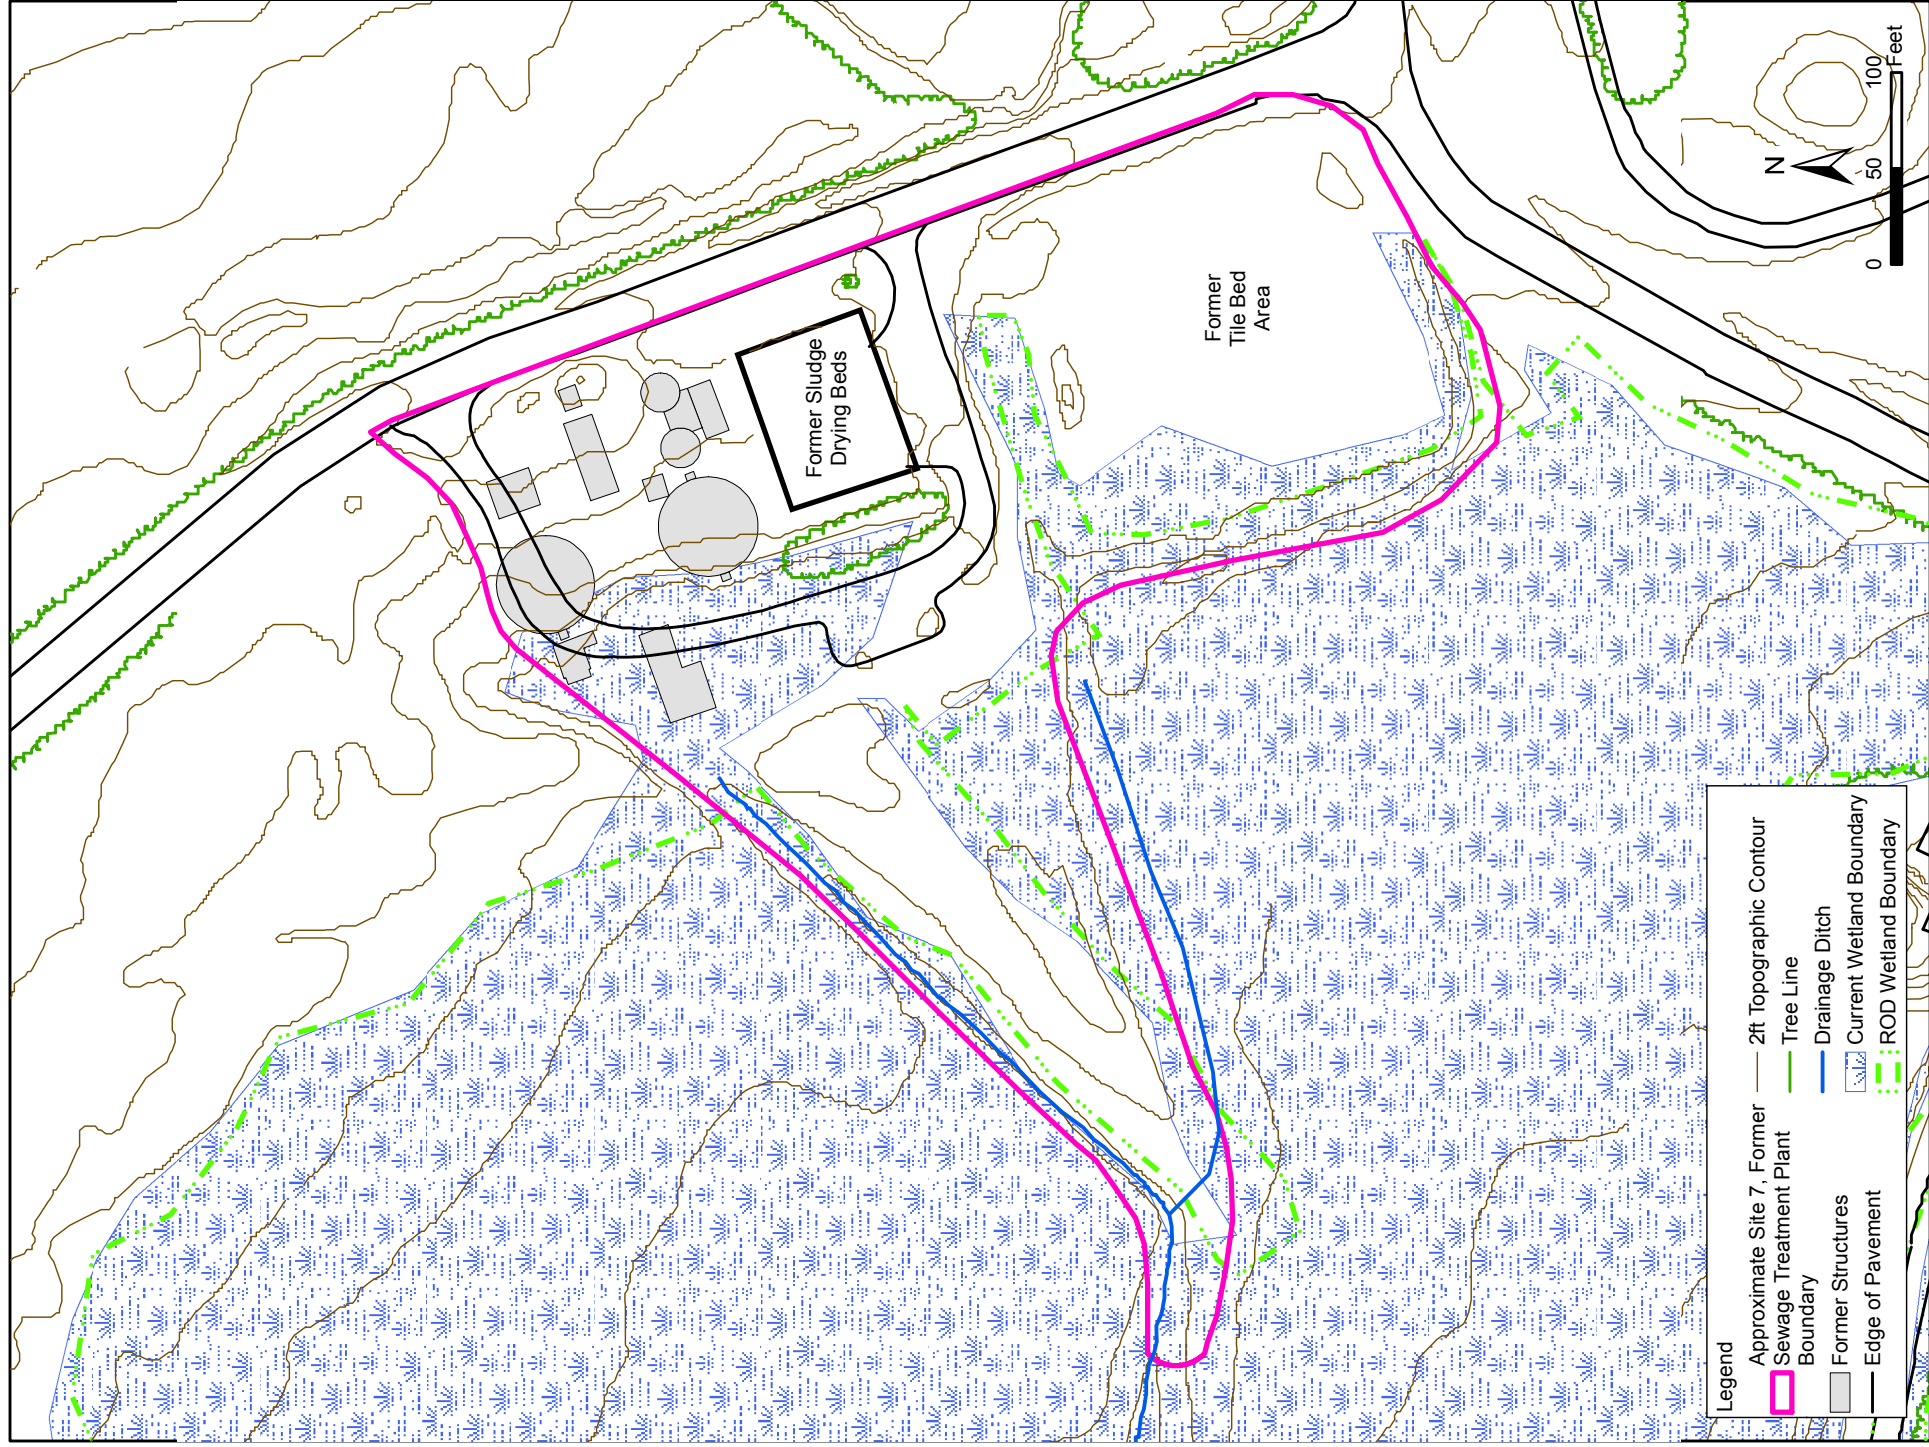 Former Sludge
Drying Beds
Former
Tile Bed
Area
N
0 50 100
Feet
Legend
Approximate Site 7, Former
Sewage Treatment Plant
Boundary
Former Structures
Edge of Pavement
2ft Topographic Contour
Tree Line
Drainage Ditch
Current Wetland Boundary
ROD Wetland Boundary